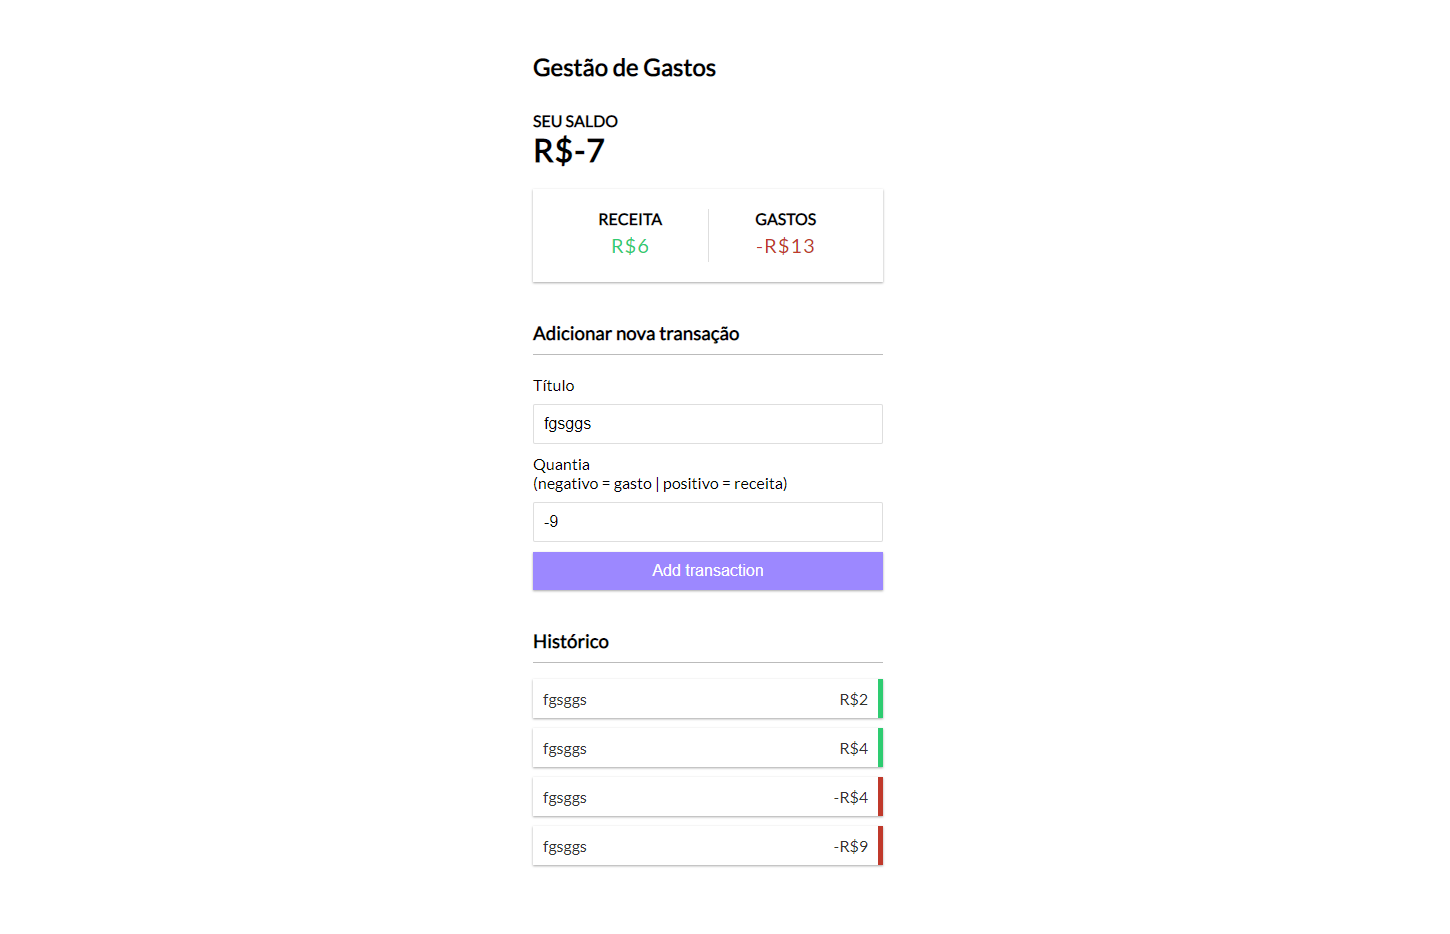 Gestão de Gastos
SEU SALDO
R$-7
RECEITA GASTOS
R$6 -R$13
Adicionar nova transação
Título
fgsggs
Quantia
(negativo = gasto | positivo = receita)
-9
Add transaction
Histórico
fgsggs R$2
fgsggs R$4
fgsggs -R$4
fgsggs -R$9